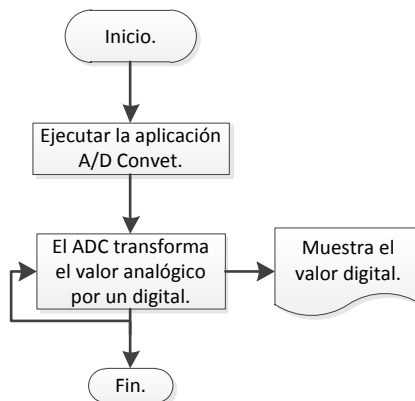 Inicio.
Ejecutar la aplicación
A/D Convet.
El ADC transforma
el valor analógico
por un digital.
Muestra el
valor digital.
Fin.